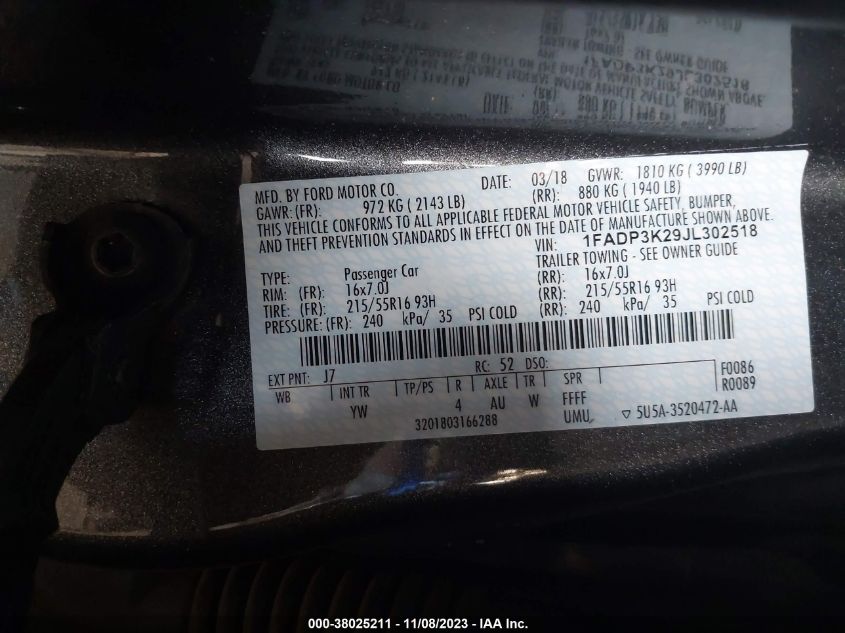 MFD. BY FORD MOTOR CO. DATE: 03/18 GVWR: 1810 KG ( 3990 LB)
GAWR: (FR): 972 KG ( 2143 LB) (RR): 880 KG ( 1940 LB)
THIS VEHICLE CONFORMS TO ALL APPLICABLE FEDERAL MOTOR VEHICLE SAFETY, BUMPER,
AND THEFT PREVENTION STANDARDS IN EFFECT ON THE DATE OF MANUFACTURE SHOWN ABOVE.
VIN: 1FADP3K29JL302518
TRAILER TOWING - SEE OWNER GUIDE
TYPE: Passenger Car
RIM: (FR): 16x7.0J (RR): 16x7.0J
TIRE: (FR): 215/55R16 93H (RR): 215/55R16 93H
PRESSURE: (FR): 240 kPa/ 35 PSI COLD (RR): 240 kPa/ 35 PSI COLD
EXT PNT: J7 RC: 52 DSO: F0086
WB INT TR TP/PS R AXLE TR SPR R0089
YW 4 AU W FFFF
3201803166288 UMU ▽ 5U5A-3520472-AA
000-38025211 - 11/08/2023 - IAA Inc.